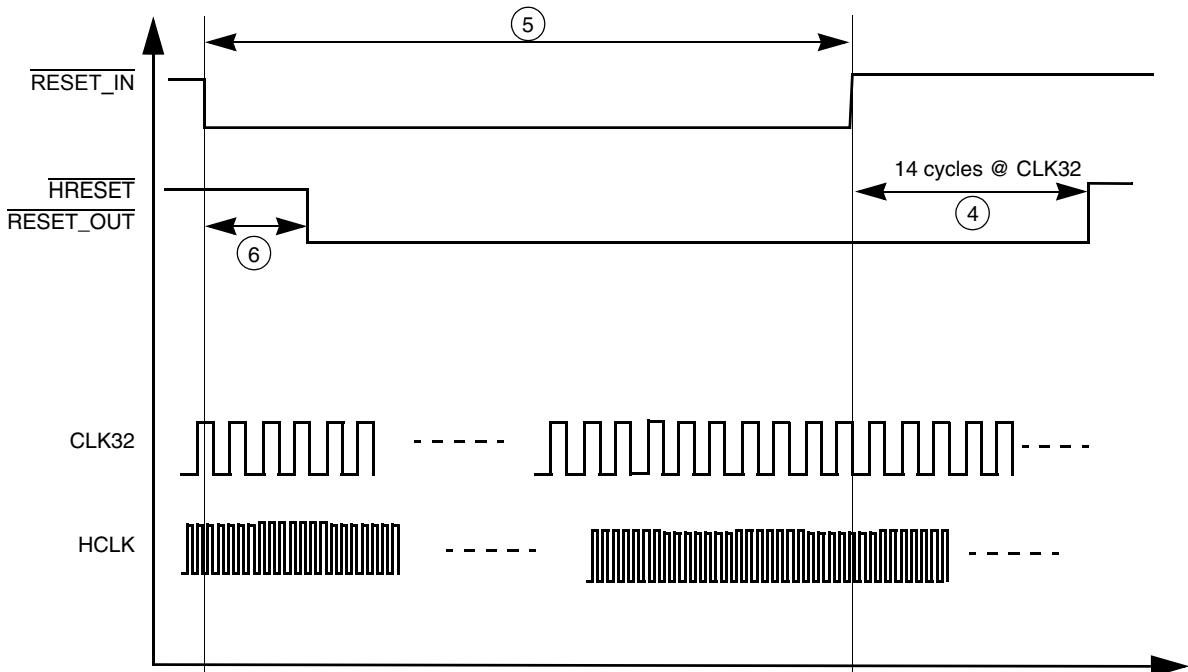 5
RESET_IN
14 cycles @ CLK32
HRESET
RESET_OUT
4
6
CLK32
HCLK